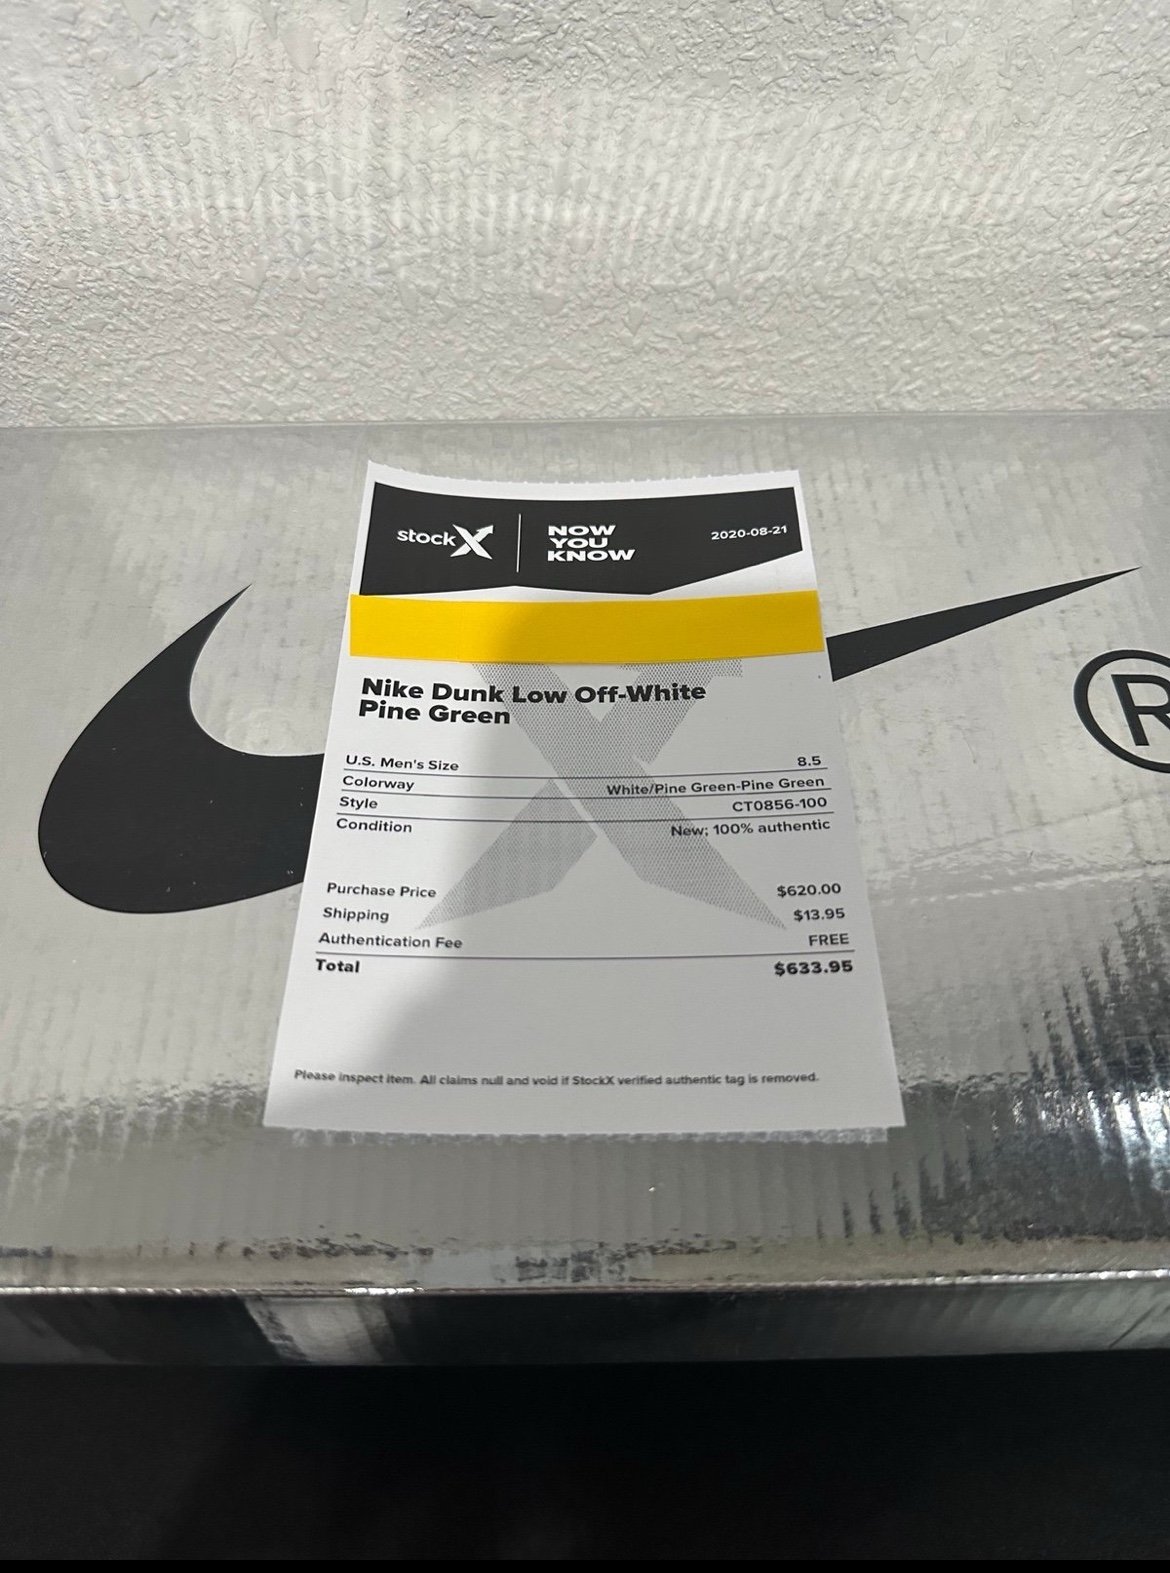 stockX
NOW
YOU
KNOW
2020-08-21
Nike Dunk Low Off-White
Pine Green
U.S. Men's Size 8.5
Colorway White/Pine Green-Pine Green
Style CT0856-100
Condition New; 100% authentic
Purchase Price $620.00
Shipping $13.95
Authentication Fee FREE
Total $633.95
Please inspect item. All claims null and void if StockX verified authentic tag is removed.
®